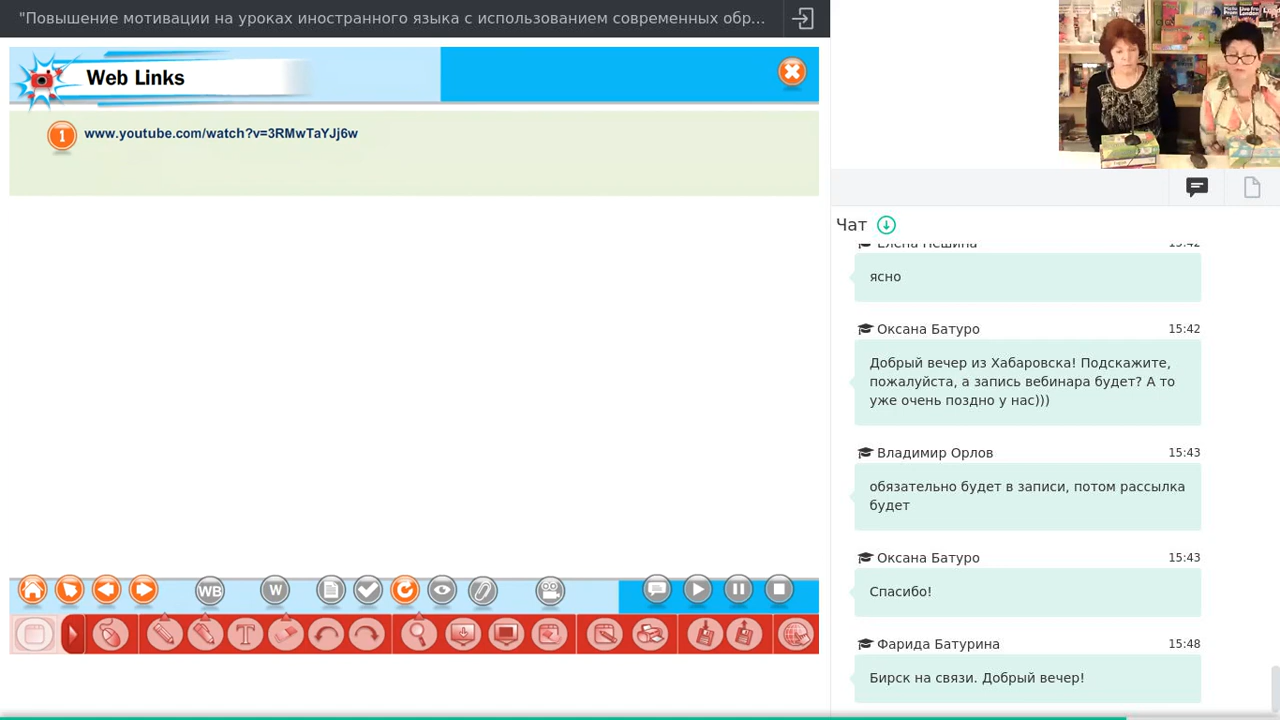 "Повышение мотивации на уроках иностранного языка с использованием современных обр...
Web Links
1 www.youtube.com/watch?v=3RMwTaYJj6w
WB W
T
Чат
Елена 15:42
ясно
Оксана Батуро 15:42
Добрый вечер из Хабаровска! Подскажите,
пожалуйста, а запись вебинара будет? А то
уже очень поздно у нас)))
Владимир Орлов 15:43
обязательно будет в записи, потом рассылка
будет
Оксана Батуро 15:43
Спасибо!
Фарида Батурина 15:48
Бирск на связи. Добрый вечер!